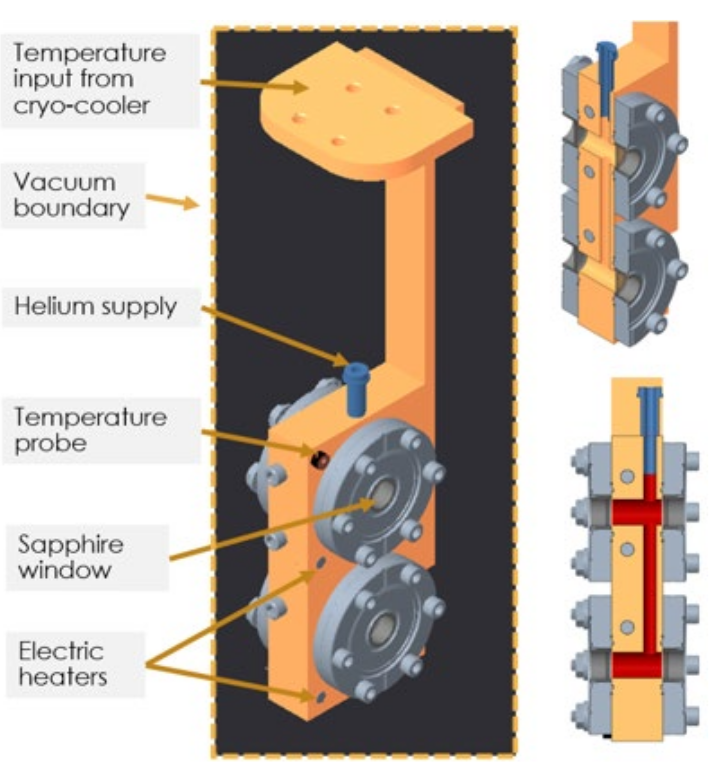 Temperature
input from
cryo-cooler
Vacuum
boundary
Helium supply
Temperature
probe
Sapphire
window
Electric
heaters